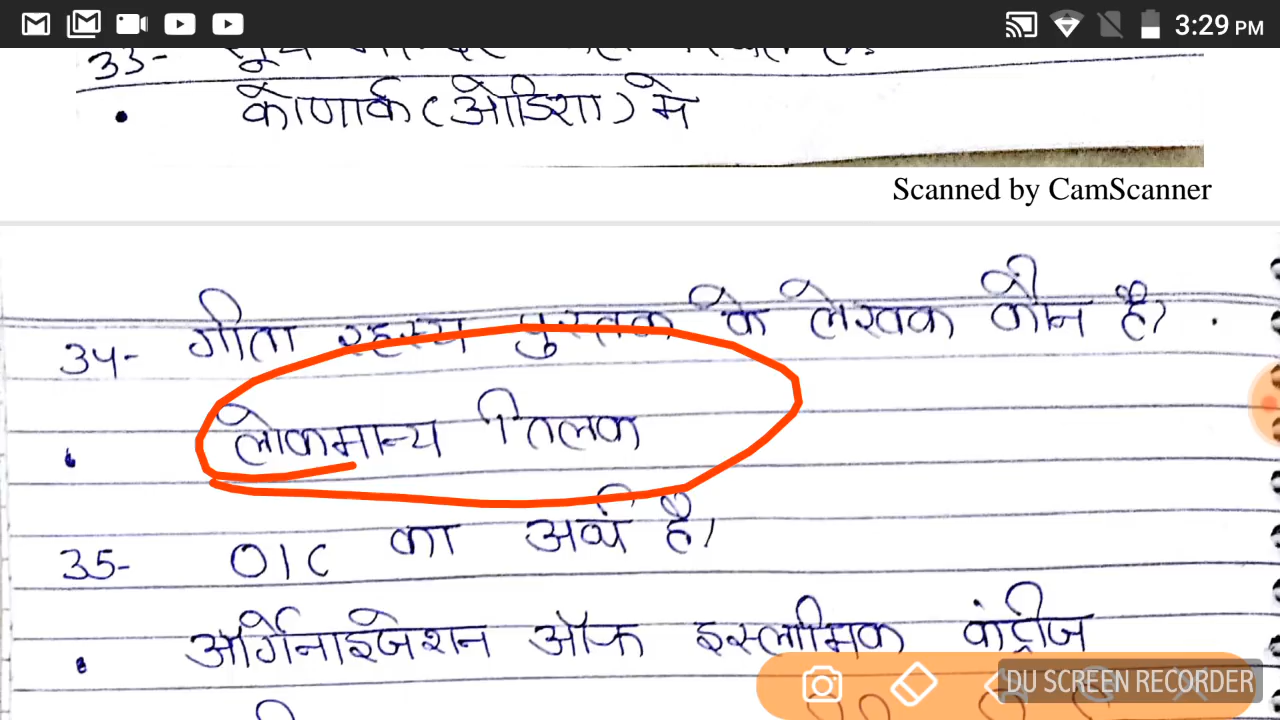 3:29 PM
33-
• कोणार्क (ओडिशा) मे
Scanned by CamScanner
34- गीता रहस्य पुस्तक के लेखक कौन है?
• लोकमान्य तिलक
35- OIC का अर्थ है।
• ऑर्गिनाइजेशन ऑफ इस्लामिक कंट्रीज
DU SCREEN RECORDER